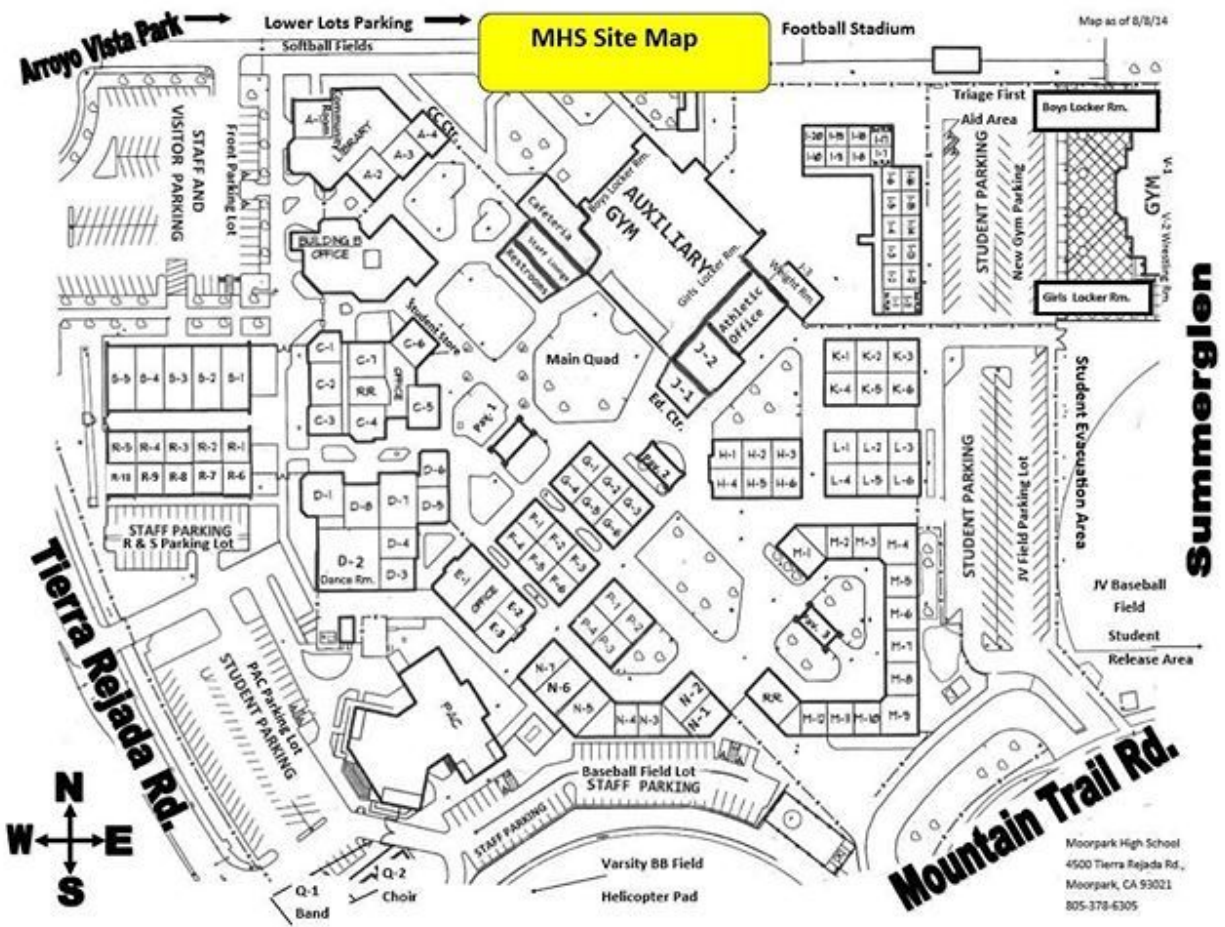 MHS Site Map
Map as of 8/8/14
Arroyo Vista Park
Lower Lots Parking
Softball Fields
Football Stadium
Triage First
Aid Area
Boys Locker Rm.
V-1
GYM
V-2 Wrestling Rm.
Girls Locker Rm.
STUDENT PARKING
New Gym Parking
STAFF AND
VISITOR PARKING
Front Parking Lot
A-1
Community
Room
LIBRARY
A-2
A-3
A-4
CC Ctr.
BUILDING B
OFFICE
Cafeteria
Staff Lounge
Restrooms
Boys Locker Rm.
AUXILIARY
GYM
Girls Locker Rm.
J-3
Weight Rm.
Athletic
Office
J-2
J-1
Ed. Ctr.
Student Store
Main Quad
B-5
B-4
B-3
B-2
B-1
C-1
C-2
C-3
C-7
RR
C-4
OFFICE
C-5
Pav. 1
Pav. 2
K-1
K-2
K-3
K-4
K-5
K-6
R-5
R-4
R-3
R-2
R-1
R-10
R-9
R-8
R-7
R-6
L-1
L-2
L-3
L-4
L-5
L-6
H-1
H-2
H-3
H-4
H-5
H-6
G-1
G-2
G-3
G-4
G-5
G-6
F-1
F-2
F-3
F-4
F-5
F-6
D-1
D-8
D-7
D-6
D-5
D-4
D-3
D-2
Dance Rm.
STAFF PARKING
R & S Parking Lot
E-1
OFFICE
E-2
E-3
P-1
P-2
P-4
P-3
M-1
M-2
M-3
M-4
M-5
M-6
M-7
M-8
M-9
M-10
M-11
M-12
RR.
Pav. 3
N-7
N-6
N-5
N-4
N-3
N-2
N-1
PAC
PAC Parking Lot
STUDENT PARKING
STUDENT PARKING
JV Field Parking Lot
Student Evacuation Area
Summerglen
JV Baseball
Field
Student
Release Area
Tierra Rejada Rd.
Baseball Field Lot
STAFF PARKING
STAFF PARKING
Mountain Trail Rd.
N
W
E
S
Q-1
Band
Q-2
Choir
Varsity BB Field
Helicopter Pad
Moorpark High School
4500 Tierra Rejada Rd.,
Moorpark, CA 93021
805-378-6305